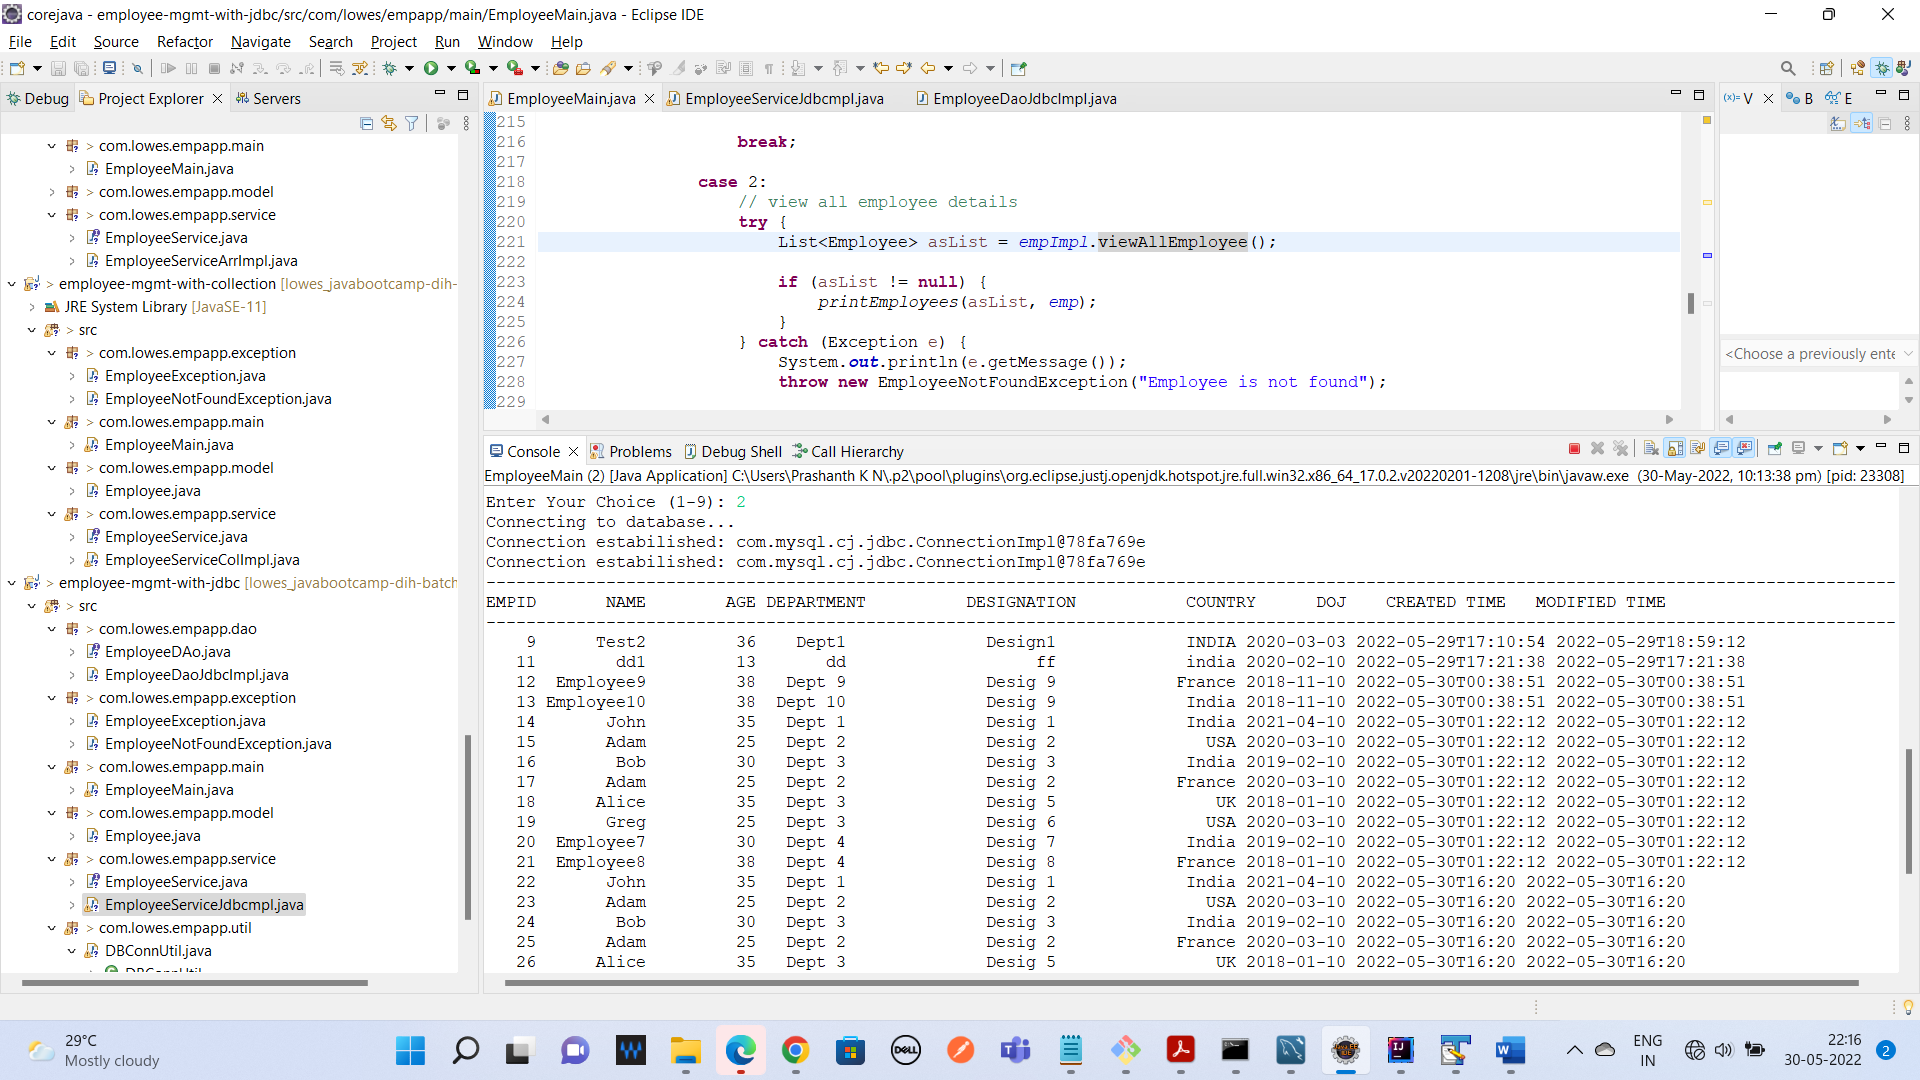 corejava - employee-mgmt-with-jdbc/src/com/lowes/empapp/main/EmployeeMain.java - Eclipse IDE
File Edit Source Refactor Navigate Search Project Run Window Help
Debug Project Explorer Servers
> com.lowes.empapp.main
EmployeeMain.java
> com.lowes.empapp.model
> com.lowes.empapp.service
EmployeeService.java
EmployeeServiceArrImpl.java
> employee-mgmt-with-collection [lowes_javabootcamp-dih-
JRE System Library [JavaSE-11]
> src
> com.lowes.empapp.exception
EmployeeException.java
EmployeeNotFoundException.java
> com.lowes.empapp.main
EmployeeMain.java
> com.lowes.empapp.model
Employee.java
> com.lowes.empapp.service
EmployeeService.java
EmployeeServiceColImpl.java
> employee-mgmt-with-jdbc [lowes_javabootcamp-dih-batch
> src
> com.lowes.empapp.dao
EmployeeDAo.java
EmployeeDaoJdbcImpl.java
> com.lowes.empapp.exception
EmployeeException.java
EmployeeNotFoundException.java
> com.lowes.empapp.main
EmployeeMain.java
> com.lowes.empapp.model
Employee.java
> com.lowes.empapp.service
EmployeeService.java
EmployeeServiceJdbcmpl.java
> com.lowes.empapp.util
DBConnUtil.java
EmployeeMain.java EmployeeServiceJdbcmpl.java EmployeeDaoJdbcImpl.java
215
216 break;
217
218 case 2:
219 // view all employee details
220 try {
221 List<Employee> asList = empImpl.viewAllEmployee();
222
223 if (asList != null) {
224 printEmployees(asList, emp);
225 }
226 } catch (Exception e) {
227 System.out.println(e.getMessage());
228 throw new EmployeeNotFoundException("Employee is not found");
229
(x)= V B E
<Choose a previously ente
Console Problems Debug Shell Call Hierarchy
EmployeeMain (2) [Java Application] C:\Users\Prashanth K N\.p2\pool\plugins\org.eclipse.justj.openjdk.hotspot.jre.full.win32.x86_64_17.0.2.v20220201-1208\jre\bin\javaw.exe (30-May-2022, 10:13:38 pm) [pid: 23308]
Enter Your Choice (1-9): 2
Connecting to database...
Connection estabilished: com.mysql.cj.jdbc.ConnectionImpl@78fa769e
Connection estabilished: com.mysql.cj.jdbc.ConnectionImpl@78fa769e
EMPID NAME AGE DEPARTMENT DESIGNATION COUNTRY DOJ CREATED TIME MODIFIED TIME
9 Test2 36 Dept1 Design1 INDIA 2020-03-03 2022-05-29T17:10:54 2022-05-29T18:59:12
11 dd1 13 dd ff india 2020-02-10 2022-05-29T17:21:38 2022-05-29T17:21:38
12 Employee9 38 Dept 9 Desig 9 France 2018-11-10 2022-05-30T00:38:51 2022-05-30T00:38:51
13 Employee10 38 Dept 10 Desig 9 India 2018-11-10 2022-05-30T00:38:51 2022-05-30T00:38:51
14 John 35 Dept 1 Desig 1 India 2021-04-10 2022-05-30T01:22:12 2022-05-30T01:22:12
15 Adam 25 Dept 2 Desig 2 USA 2020-03-10 2022-05-30T01:22:12 2022-05-30T01:22:12
16 Bob 30 Dept 3 Desig 3 India 2019-02-10 2022-05-30T01:22:12 2022-05-30T01:22:12
17 Adam 25 Dept 2 Desig 2 France 2020-03-10 2022-05-30T01:22:12 2022-05-30T01:22:12
18 Alice 35 Dept 3 Desig 5 UK 2018-01-10 2022-05-30T01:22:12 2022-05-30T01:22:12
19 Greg 25 Dept 3 Desig 6 USA 2020-03-10 2022-05-30T01:22:12 2022-05-30T01:22:12
20 Employee7 30 Dept 4 Desig 7 India 2019-02-10 2022-05-30T01:22:12 2022-05-30T01:22:12
21 Employee8 38 Dept 4 Desig 8 France 2018-01-10 2022-05-30T01:22:12 2022-05-30T01:22:12
22 John 35 Dept 1 Desig 1 India 2021-04-10 2022-05-30T16:20 2022-05-30T16:20
23 Adam 25 Dept 2 Desig 2 USA 2020-03-10 2022-05-30T16:20 2022-05-30T16:20
24 Bob 30 Dept 3 Desig 3 India 2019-02-10 2022-05-30T16:20 2022-05-30T16:20
25 Adam 25 Dept 2 Desig 2 France 2020-03-10 2022-05-30T16:20 2022-05-30T16:20
26 Alice 35 Dept 3 Desig 5 UK 2018-01-10 2022-05-30T16:20 2022-05-30T16:20
29°C
Mostly cloudy
DELL
ENG
IN
22:16
30-05-2022
2